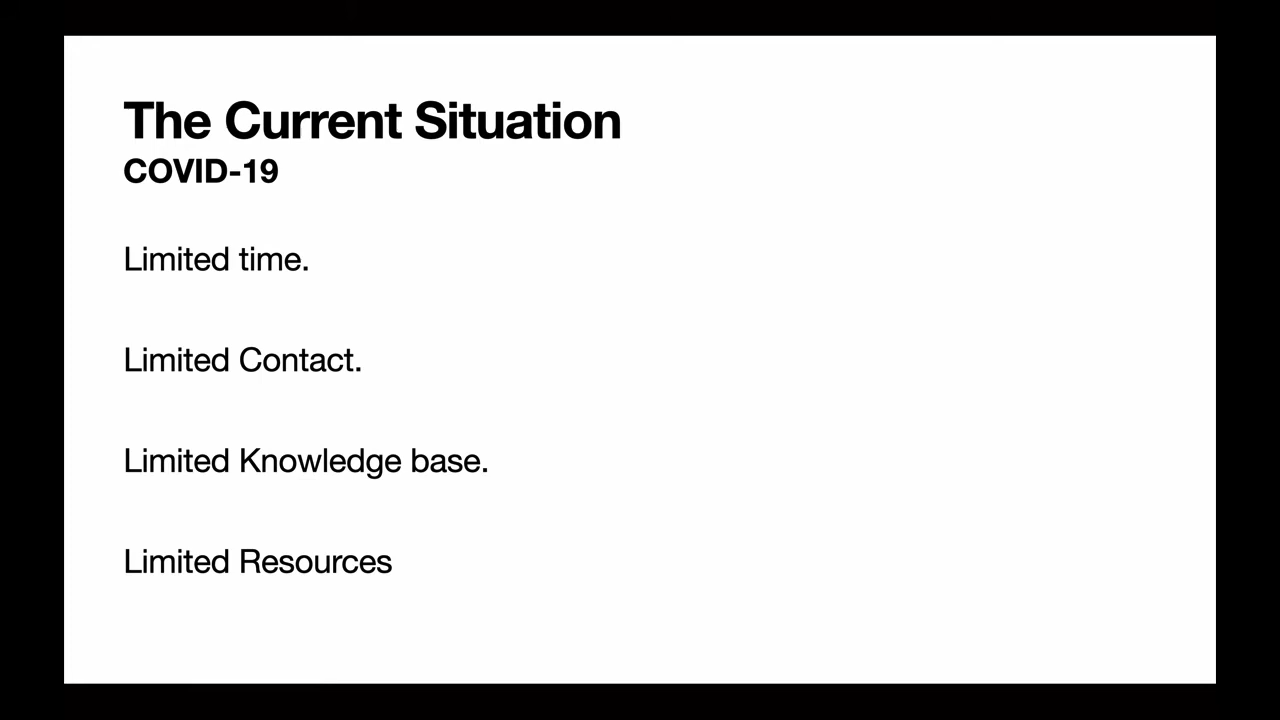 The Current Situation
COVID-19
Limited time.
Limited Contact.
Limited Knowledge base.
Limited Resources